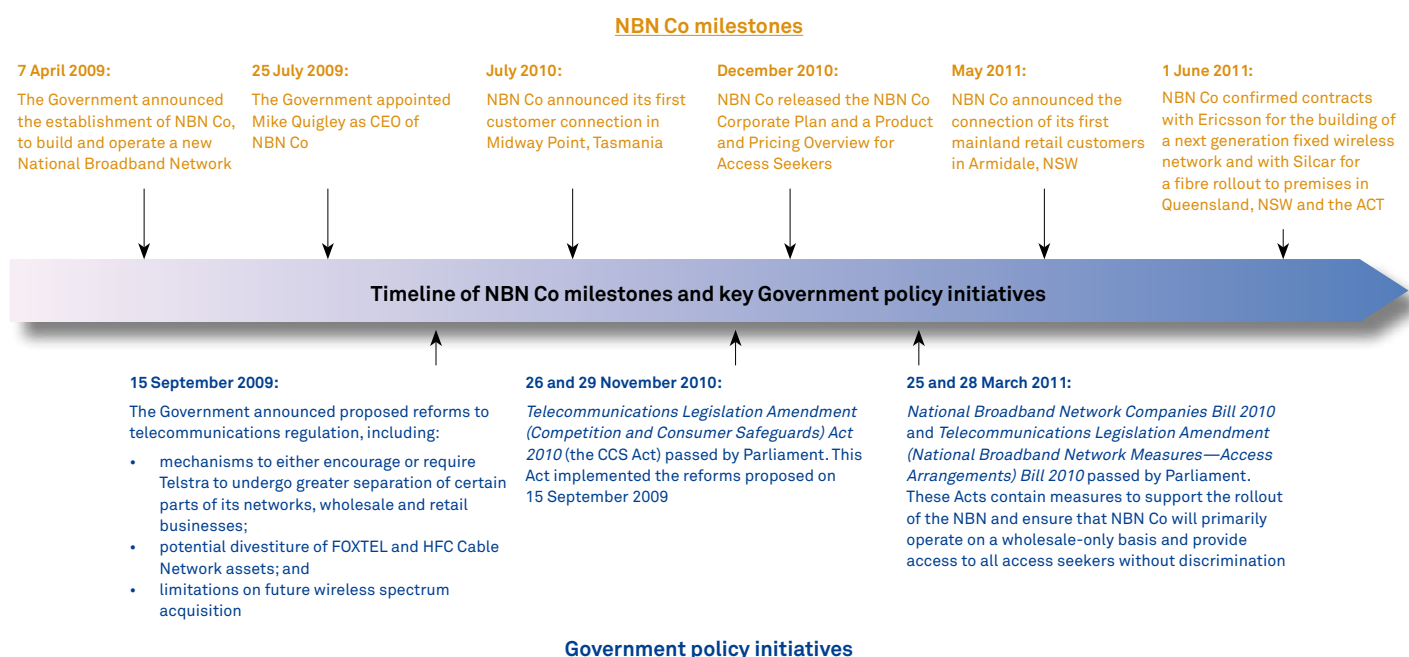 NBN Co milestones
7 April 2009:
The Government announced
the establishment of NBN Co,
to build and operate a new
National Broadband Network
25 July 2009:
The Government appointed
Mike Quigley as CEO of
NBN Co
July 2010:
NBN Co announced its first
customer connection in
Midway Point, Tasmania
December 2010:
NBN Co released the NBN Co
Corporate Plan and a Product
and Pricing Overview for
Access Seekers
May 2011:
NBN Co announced the
connection of its first
mainland retail customers
in Armidale, NSW
1 June 2011:
NBN Co confirmed contracts
with Ericsson for the building of
a next generation fixed wireless
network and with Silcar for
a fibre rollout to premises in
Queensland, NSW and the ACT
Timeline of NBN Co milestones and key Government policy initiatives
15 September 2009:
The Government announced proposed reforms to
telecommunications regulation, including:
• mechanisms to either encourage or require
Telstra to undergo greater separation of certain
parts of its networks, wholesale and retail
businesses;
• potential divestiture of FOXTEL and HFC Cable
Network assets; and
• limitations on future wireless spectrum
acquisition
26 and 29 November 2010:
Telecommunications Legislation Amendment
(Competition and Consumer Safeguards) Act
2010 (the CCS Act) passed by Parliament. This
Act implemented the reforms proposed on
15 September 2009
25 and 28 March 2011:
National Broadband Network Companies Bill 2010
and Telecommunications Legislation Amendment
(National Broadband Network Measures—Access
Arrangements) Bill 2010 passed by Parliament.
These Acts contain measures to support the rollout
of the NBN and ensure that NBN Co will primarily
operate on a wholesale-only basis and provide
access to all access seekers without discrimination
Government policy initiatives